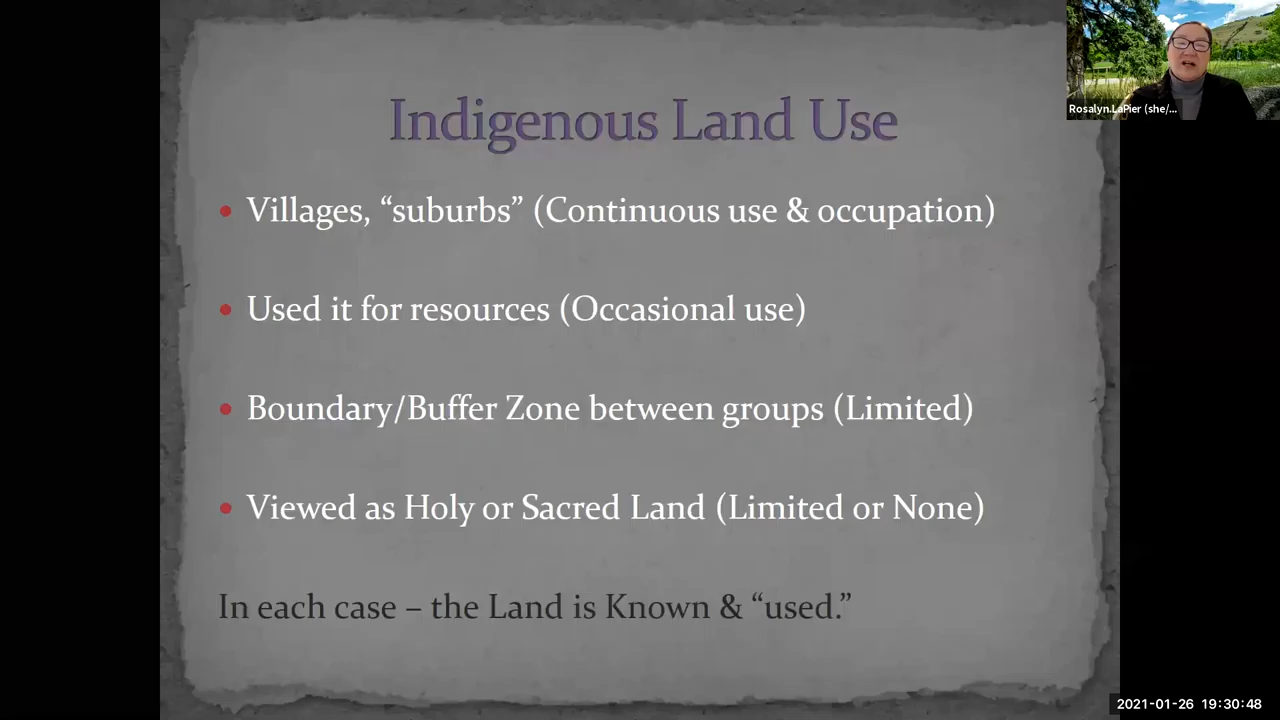 Indigenous Land Use
Villages, “suburbs” (Continuous use & occupation)
Used it for resources (Occasional use)
Boundary/Buffer Zone between groups (Limited)
Viewed as Holy or Sacred Land (Limited or None)
In each case – the Land is Known & “used.”
Rosalyn.LaPier (she/...
2021-01-26 19:30:48